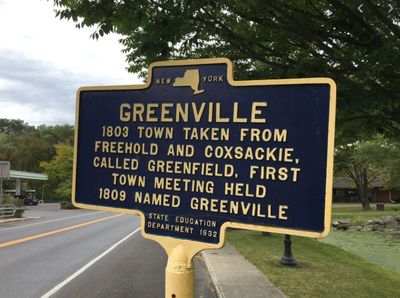 NEW YORK
GREENVILLE
1803 TOWN TAKEN FROM
FREEHOLD AND COXSACKIE,
CALLED GREENFIELD. FIRST
TOWN MEETING HELD
1809 NAMED GREENVILLE
STATE EDUCATION
DEPARTMENT 1932